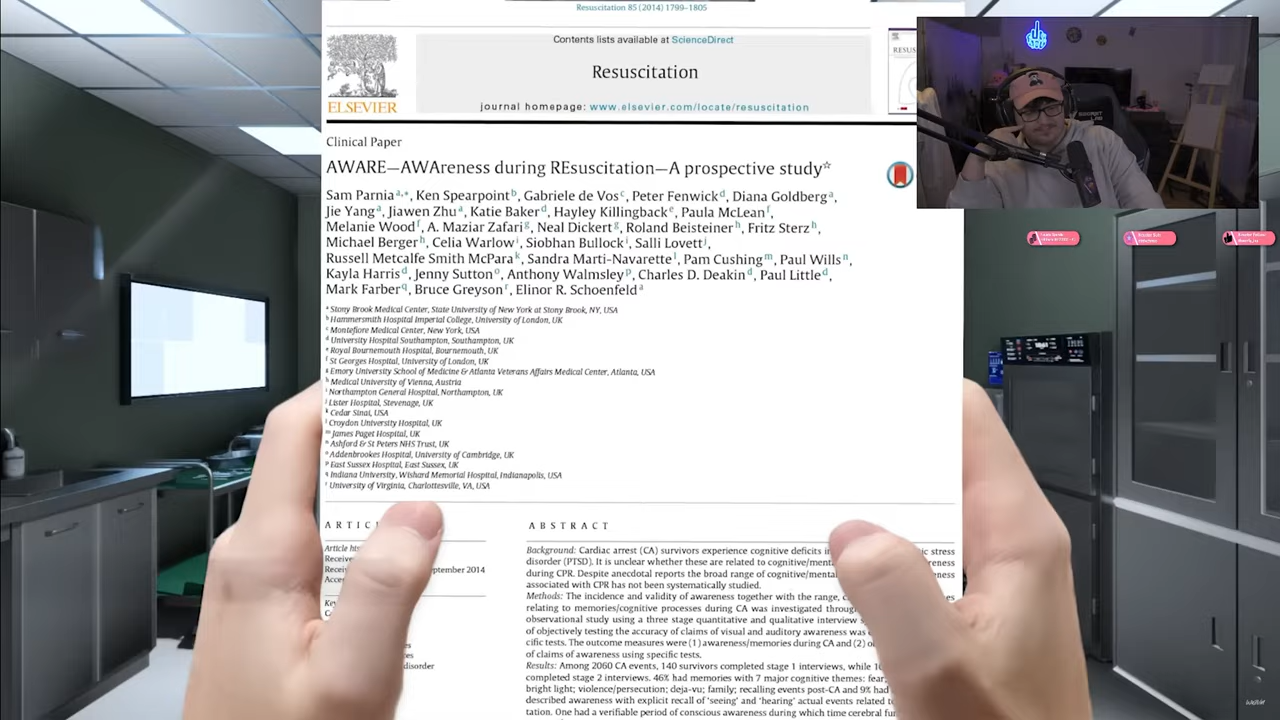 Resuscitation 85 (2014) 1799–1805
Contents lists available at ScienceDirect
Resuscitation
journal homepage: www.elsevier.com/locate/resuscitation
ELSEVIER
Clinical Paper
AWARE—AWAreness during REsuscitation—A prospective study☆
Sam Parnia a,*, Ken Spearpoint b, Gabriele de Vos c, Peter Fenwick d, Diana Goldberg a,
Jie Yang a, Jiawen Zhu a, Katie Baker d, Hayley Killingback e, Paula McLean f,
Melanie Wood f, A. Maziar Zafari g, Neal Dickert g, Roland Beisteiner h, Fritz Sterz h,
Michael Berger h, Celia Warlow i, Siobhan Bullock i, Salli Lovett j,
Russell Metcalfe Smith McPara k, Sandra Marti-Navarette l, Pam Cushing m, Paul Wills n,
Kayla Harris d, Jenny Sutton o, Anthony Walmsley p, Charles D. Deakin d, Paul Little d,
Mark Farber q, Bruce Greyson r, Elinor R. Schoenfeld a
a Stony Brook Medical Center, State University of New York at Stony Brook, NY, USA
b Hammersmith Hospital Imperial College, University of London, UK
c Montefiore Medical Center, New York, USA
d University Hospital Southampton, Southampton, UK
e Royal Bournemouth Hospital, Bournemouth, UK
f St Georges Hospital, University of London, UK
g Emory University School of Medicine & Atlanta Veterans Affairs Medical Center, Atlanta, USA
h Medical University of Vienna, Austria
i Northampton General Hospital, Northampton, UK
j Lister Hospital, Stevenage, UK
k Cedar Sinai, USA
l Croydon University Hospital, UK
m James Paget Hospital, UK
n Ashford & St Peters NHS Trust, UK
o Addenbrookes Hospital, University of Cambridge, UK
p East Sussex Hospital, East Sussex, UK
q Indiana University, Wishard Memorial Hospital, Indianapolis, USA
r University of Virginia, Charlottesville, VA, USA
ABSTRACT
Background: Cardiac arrest (CA) survivors experience cognitive deficits stress
disorder (PTSD). It is unclear whether these are related to cognitive/
during CPR. Despite anecdotal reports the broad range of cognitive/
associated with CPR has not been systematically studied.
Methods: The incidence and validity of awareness together with the range,
relating to memories/cognitive processes during CA was investigated
observational study using a three stage quantitative and qualitative interview
of objectively testing the accuracy of claims of visual and auditory awareness was
cific tests. The outcome measures were (1) awareness/memories during CA and (2)
of claims of awareness using specific tests.
Results: Among 2060 CA events, 140 survivors completed stage 1 interviews, while
completed stage 2 interviews. 46% had memories with 7 major cognitive themes: fear;
bright light; violence/persecution; deja-vu; family; recalling events post-CA and 9% had
described awareness with explicit recall of 'seeing' and 'hearing' actual events related
tation. One had a verifiable period of conscious awareness during which time cerebral
September 2014
disorder